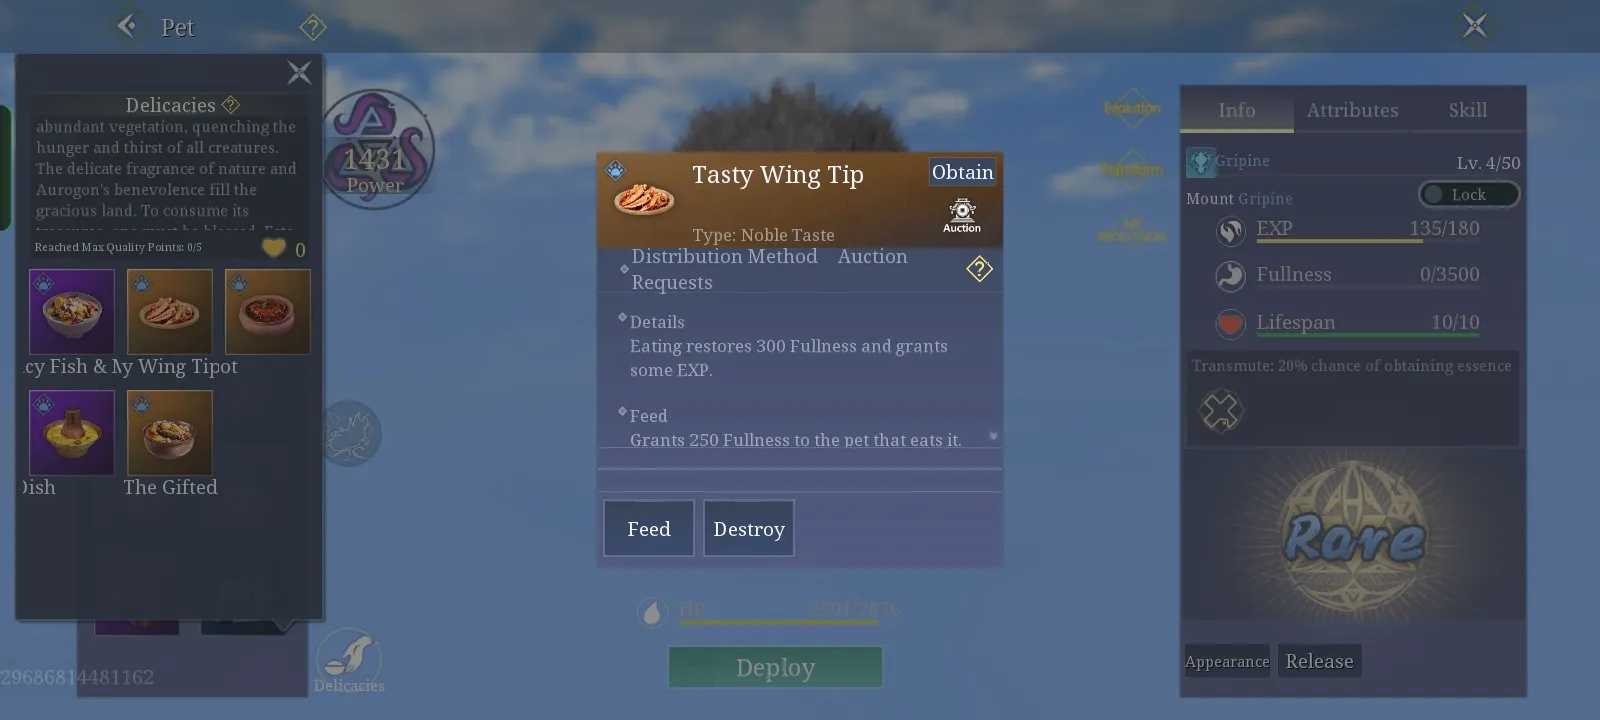 Pet
?
Delicacies ?
abundant vegetation, quenching the
hunger and thirst of all creatures.
The delicate fragrance of nature and
Aurogon's benevolence fill the
gracious land. To consume its
Reached Max Quality Points: 0/5
0
cy Fish & My Wing Tipot
Dish
The Gifted
1431
Power
29686814481162
Delicacies
Tasty Wing Tip
Obtain
Auction
Type: Noble Taste
Distribution Method Auction
Requests
?
Details
Eating restores 300 Fullness and grants
some EXP.
Feed
Grants 250 Fullness to the pet that eats it.
Feed
Destroy
HP
Deploy
Evolution
Info
Attributes
Skill
Gripine
Lv. 4/50
Mount Gripine
Lock
EXP
135/180
Fullness
0/3500
Lifespan
10/10
Transmute: 20% chance of obtaining essence
Rare
Appearance
Release